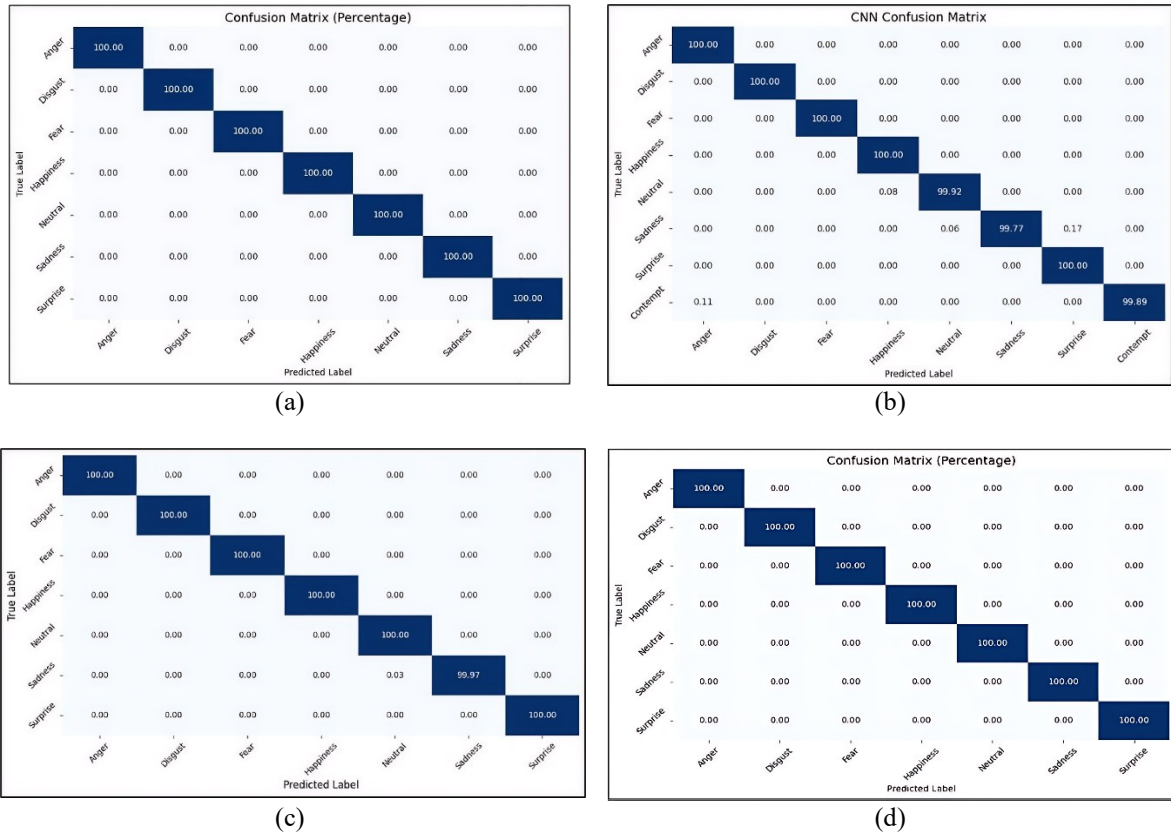 Confusion Matrix (Percentage)
True Label
Anger 100.00 0.00 0.00 0.00 0.00 0.00 0.00
Disgust 0.00 100.00 0.00 0.00 0.00 0.00 0.00
Fear 0.00 0.00 100.00 0.00 0.00 0.00 0.00
Happiness 0.00 0.00 0.00 100.00 0.00 0.00 0.00
Neutral 0.00 0.00 0.00 0.00 100.00 0.00 0.00
Sadness 0.00 0.00 0.00 0.00 0.00 100.00 0.00
Surprise 0.00 0.00 0.00 0.00 0.00 0.00 100.00
Anger Disgust Fear Happiness Neutral Sadness Surprise
Predicted Label
(a)
CNN Confusion Matrix
True Label
Anger 100.00 0.00 0.00 0.00 0.00 0.00 0.00 0.00
Disgust 0.00 100.00 0.00 0.00 0.00 0.00 0.00 0.00
Fear 0.00 0.00 100.00 0.00 0.00 0.00 0.00 0.00
Happiness 0.00 0.00 0.00 100.00 0.00 0.00 0.00 0.00
Neutral 0.00 0.00 0.00 0.08 99.92 0.00 0.00 0.00
Sadness 0.00 0.00 0.00 0.00 0.06 99.77 0.17 0.00
Surprise 0.00 0.00 0.00 0.00 0.00 0.00 100.00 0.00
Contempt 0.11 0.00 0.00 0.00 0.00 0.00 0.00 99.89
Anger Disgust Fear Happiness Neutral Sadness Surprise Contempt
Predicted Label
(b)
True Label
Anger 100.00 0.00 0.00 0.00 0.00 0.00 0.00
Disgust 0.00 100.00 0.00 0.00 0.00 0.00 0.00
Fear 0.00 0.00 100.00 0.00 0.00 0.00 0.00
Happiness 0.00 0.00 0.00 100.00 0.00 0.00 0.00
Neutral 0.00 0.00 0.00 0.00 100.00 0.00 0.00
Sadness 0.00 0.00 0.00 0.00 0.03 99.97 0.00
Surprise 0.00 0.00 0.00 0.00 0.00 0.00 100.00
Anger Disgust Fear Happiness Neutral Sadness Surprise
Predicted Label
(c)
Confusion Matrix (Percentage)
True Label
Anger 100.00 0.00 0.00 0.00 0.00 0.00 0.00
Disgust 0.00 100.00 0.00 0.00 0.00 0.00 0.00
Fear 0.00 0.00 100.00 0.00 0.00 0.00 0.00
Happiness 0.00 0.00 0.00 100.00 0.00 0.00 0.00
Neutral 0.00 0.00 0.00 0.00 100.00 0.00 0.00
Sadness 0.00 0.00 0.00 0.00 0.00 100.00 0.00
Surprise 0.00 0.00 0.00 0.00 0.00 0.00 100.00
Anger Disgust Fear Happiness Neutral Sadness Surprise
Predicted Label
(d)